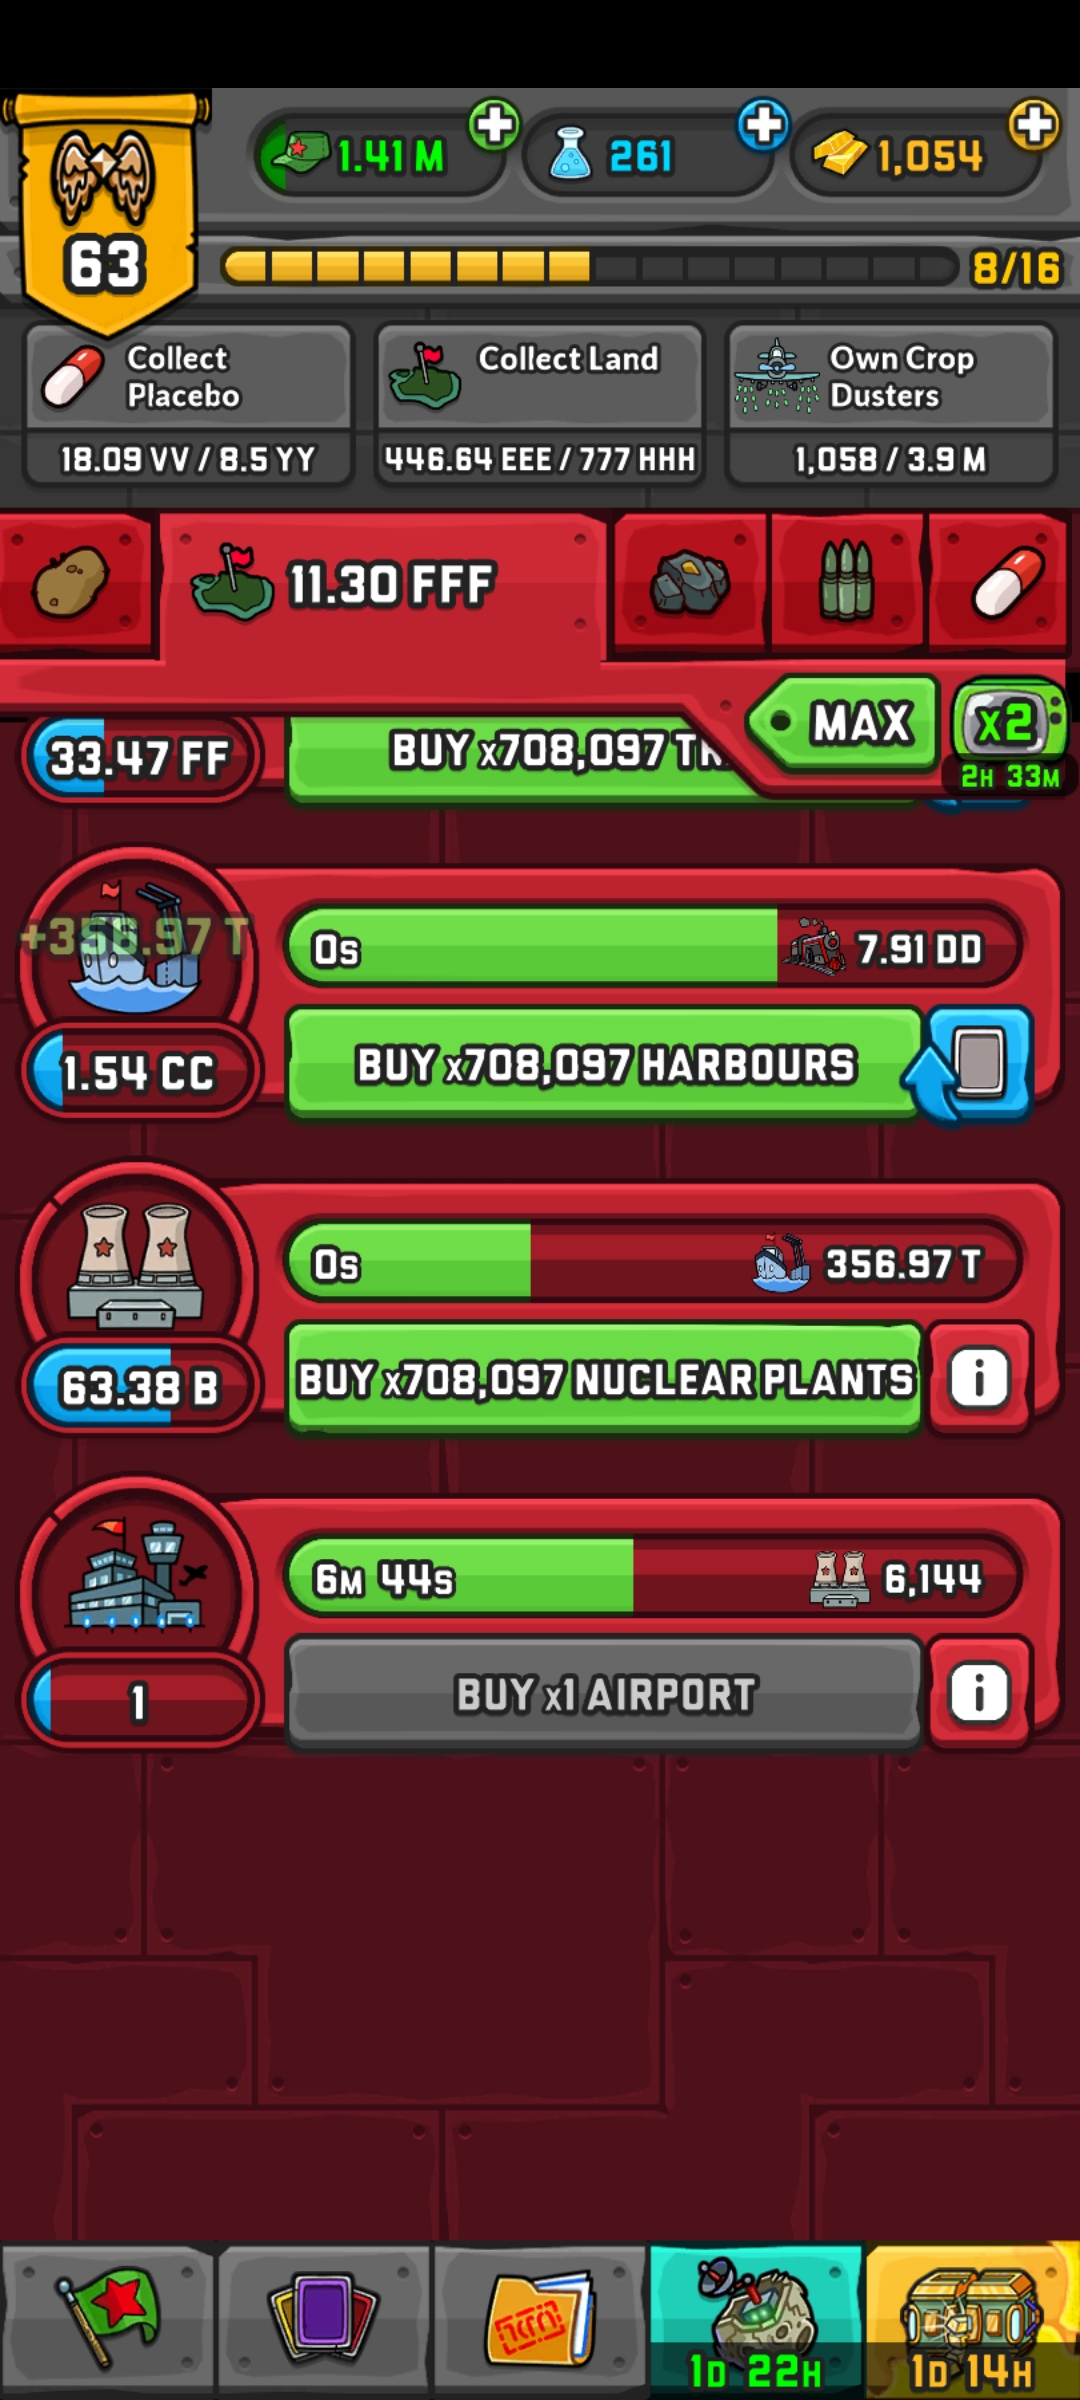 1.41 M
261
1,054
63
8/16
Collect
Placebo
18.09 VV / 8.5 YY
Collect Land
446.64 EEE / 777 HHH
Own Crop
Dusters
1,058 / 3.9 M
11.30 FFF
MAX
x2
2H 33M
33.47 FF
BUY x708,097
+356.97 T
0s
7.91 DD
1.54 CC
BUY x708,097 HARBOURS
0s
356.97 T
63.38 B
BUY x708,097 NUCLEAR PLANTS
i
6M 44s
6,144
1
BUY x1 AIRPORT
i
1D 22H
1D 14H